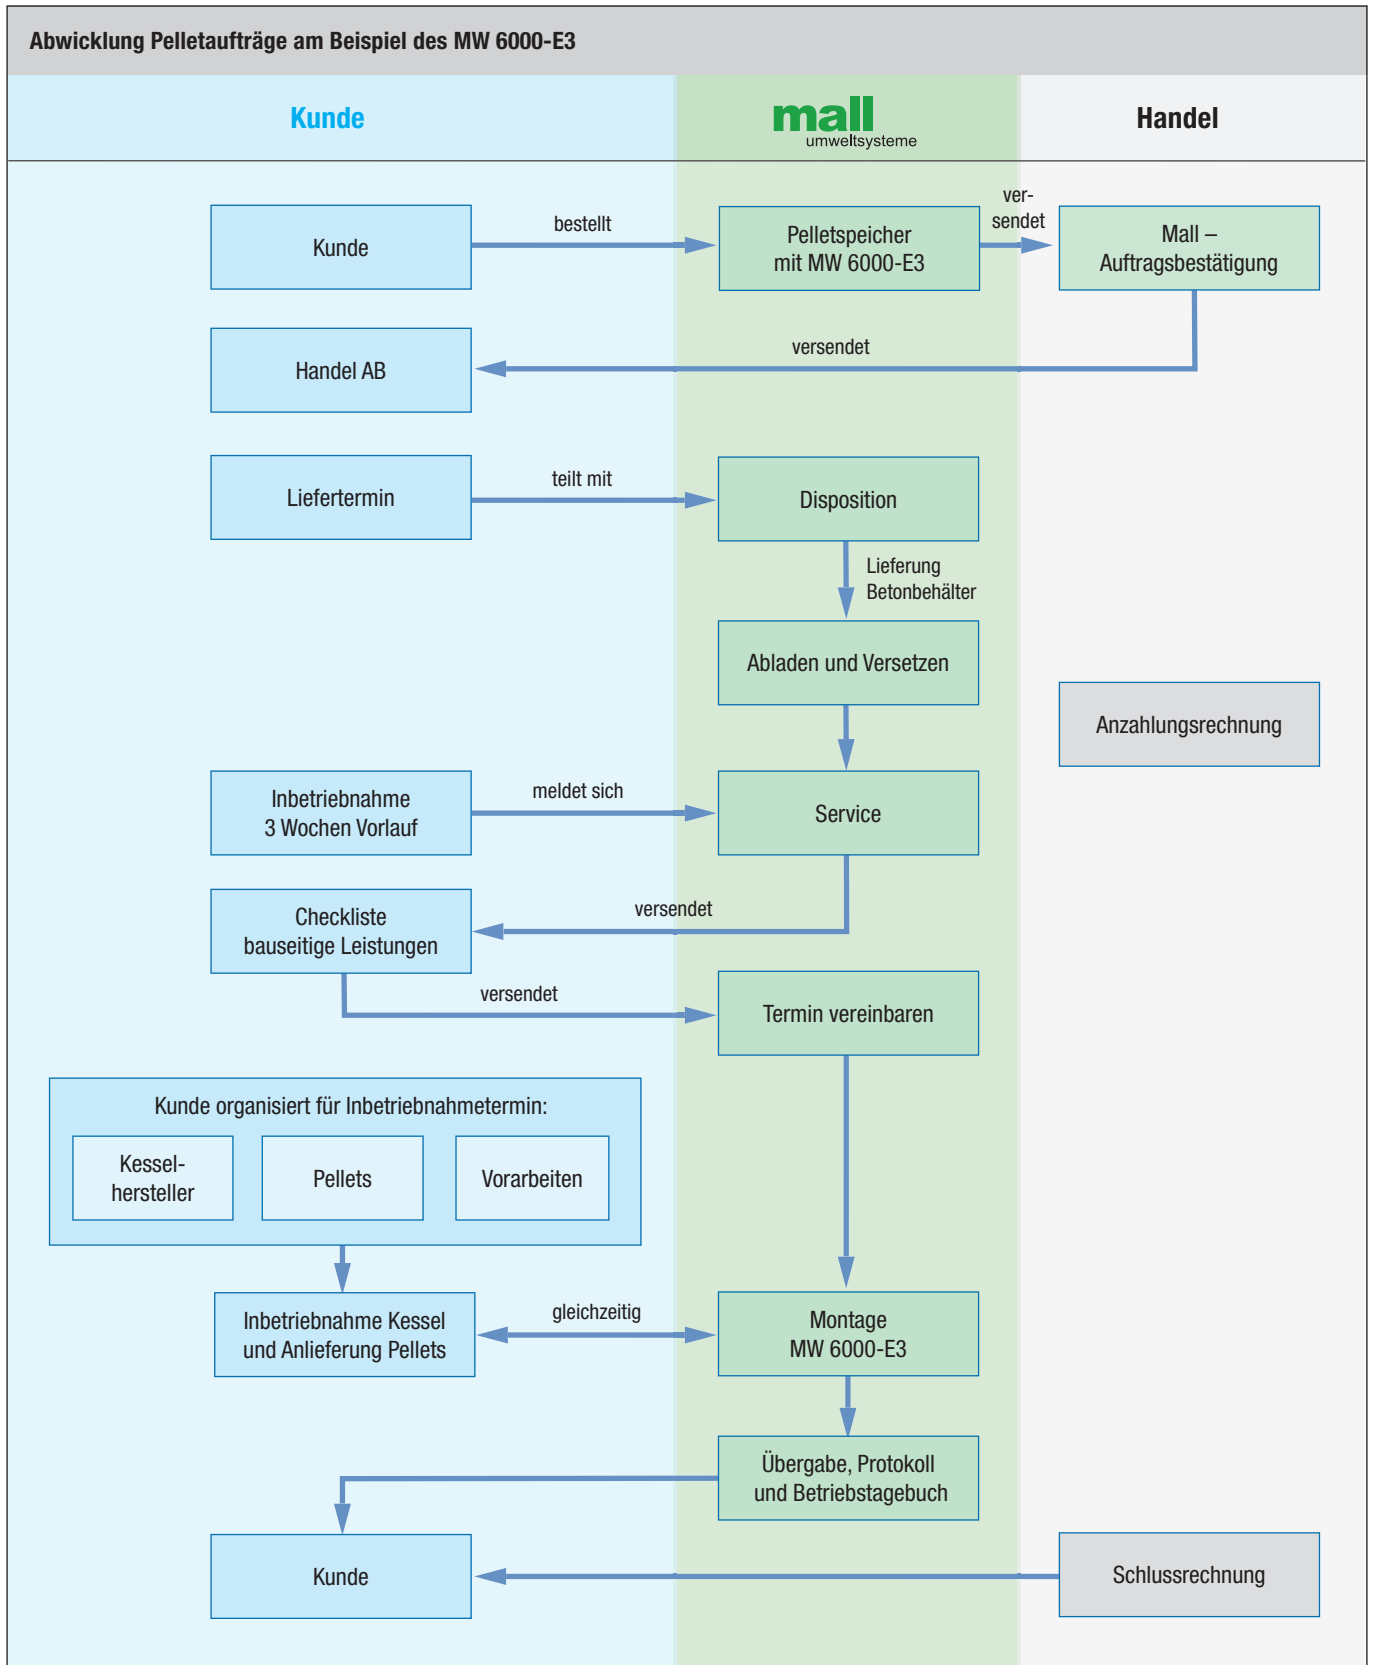 Abwicklung Pelletaufträge am Beispiel des MW 6000-E3
Kunde
mall
umweltsysteme
Handel
Kunde
bestellt
Pelletspeicher
mit MW 6000-E3
ver-
sendet
Mall –
Auftragsbestätigung
Handel AB
versendet
Liefertermin
teilt mit
Disposition
Lieferung
Betonbehälter
Abladen und Versetzen
Anzahlungsrechnung
Inbetriebnahme
3 Wochen Vorlauf
meldet sich
Service
Checkliste
bauseitige Leistungen
versendet
versendet
Termin vereinbaren
Kunde organisiert für Inbetriebnahmetermin:
Kessel-
hersteller
Pellets
Vorarbeiten
Inbetriebnahme Kessel
und Anlieferung Pellets
gleichzeitig
Montage
MW 6000-E3
Übergabe, Protokoll
und Betriebstagebuch
Kunde
Schlussrechnung